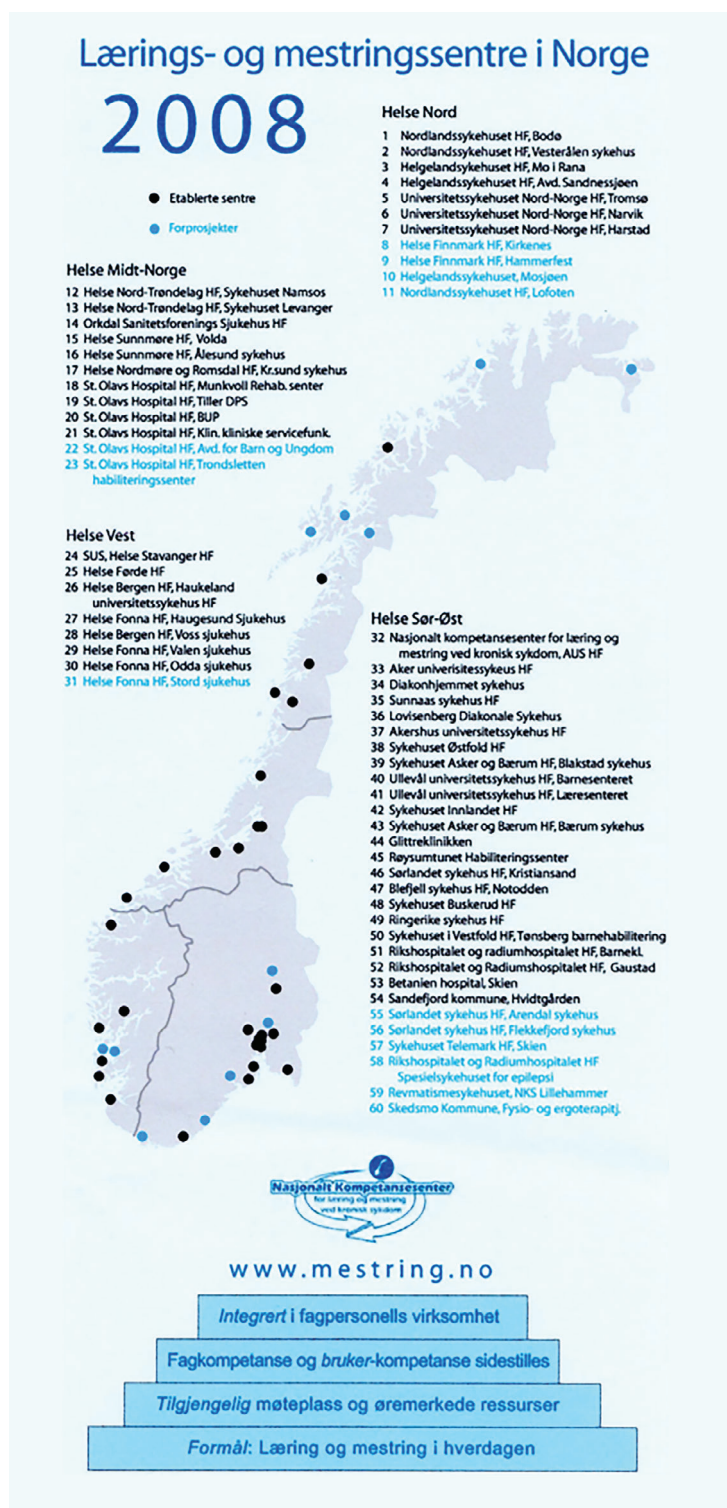 Lærings- og mestringssentre i Norge
2008
Etablerte sentre
Forprosjekter
Helse Nord
1 Nordlandssykehuset HF, Bodø
2 Nordlandssykehuset HF, Vesterålen sykehus
3 Helgelandsykehuset HF, Mo i Rana
4 Helgelandsykehuset HF, Avd. Sandnessjøen
5 Universitetssykehuset Nord-Norge HF, Tromsø
6 Universitetssykehuset Nord-Norge HF, Narvik
7 Universitetssykehuset Nord-Norge HF, Harstad
8 Helse Finnmark HF, Kirkenes
9 Helse Finnmark HF, Hammerfest
10 Helgelandssykehuset, Mosjøen
11 Nordlandssykehuset HF, Lofoten
Helse Midt-Norge
12 Helse Nord-Trøndelag HF, Sykehuset Namsos
13 Helse Nord-Trøndelag HF, Sykehuset Levanger
14 Orkdal Sanitetsforenings Sjukehus HF
15 Helse Sunnmøre HF, Volda
16 Helse Sunnmøre HF, Ålesund sykehus
17 Helse Nordmøre og Romsdal HF, Kr.sund sykehus
18 St. Olavs Hospital HF, Munkvoll Rehab. senter
19 St. Olavs Hospital HF, Tiller DPS
20 St. Olavs Hospital HF, BUP
21 St. Olavs Hospital HF, Klin. kliniske servicefunk.
22 St. Olavs Hospital HF, Avd. for Barn og Ungdom
23 St. Olavs Hospital HF, Trondsletten
habiliteringssenter
Helse Vest
24 SUS, Helse Stavanger HF
25 Helse Førde HF
26 Helse Bergen HF, Haukeland
universitetssykehus HF
27 Helse Fonna HF, Haugesund Sjukehus
28 Helse Bergen HF, Voss sjukehus
29 Helse Fonna HF, Valen sjukehus
30 Helse Fonna HF, Odda sjukehus
31 Helse Fonna HF, Stord sjukehus
Helse Sør-Øst
32 Nasjonalt kompetansesenter for læring og
mestring ved kronisk sykdom, AUS HF
33 Aker univerisitessykeus HF
34 Diakonhjemmet sykehus
35 Sunnaas sykehus HF
36 Lovisenberg Diakonale Sykehus
37 Akershus universitetssykehus HF
38 Sykehuset Østfold HF
39 Sykehuset Asker og Bærum HF, Blakstad sykehus
40 Ullevål universitetssykehus HF, Barnesenteret
41 Ullevål universitetssykehus HF, Læresenteret
42 Sykehuset Innlandet HF
43 Sykehuset Asker og Bærum HF, Bærum sykehus
44 Glittreklinikken
45 Røysumtunet Habiliteringssenter
46 Sørlandet sykehus HF, Kristiansand
47 Blefjell sykehus HF, Notodden
48 Sykehuset Buskerud HF
49 Ringerike sykehus HF
50 Sykehuset i Vestfold HF, Tønsberg barnehabilitering
51 Rikshospitalet og radiumhospitalet HF, Barnekl.
52 Rikshospitalet og Radiumshospitalet HF, Gaustad
53 Betanien hospital, Skien
54 Sandefjord kommune, Hvidtgården
55 Sørlandet sykehus HF, Arendal sykehus
56 Sørlandet sykehus HF, Flekkefjord sykehus
57 Sykehuset Telemark HF, Skien
58 Rikshospitalet og Radiumhospitalet HF
Spesielsykehuset for epilepsi
59 Revmatismesykehuset, NKS Lillehammer
60 Skedsmo Kommune, Fysio- og ergoterapitj.
Nasjonalt Kompetansesenter
for læring og mestring
ved kronisk sykdom
www.mestring.no
Integrert i fagpersonells virksomhet
Fagkompetanse og bruker-kompetanse sidestilles
Tilgjengelig møteplass og øremerkede ressurser
Formål: Læring og mestring i hverdagen